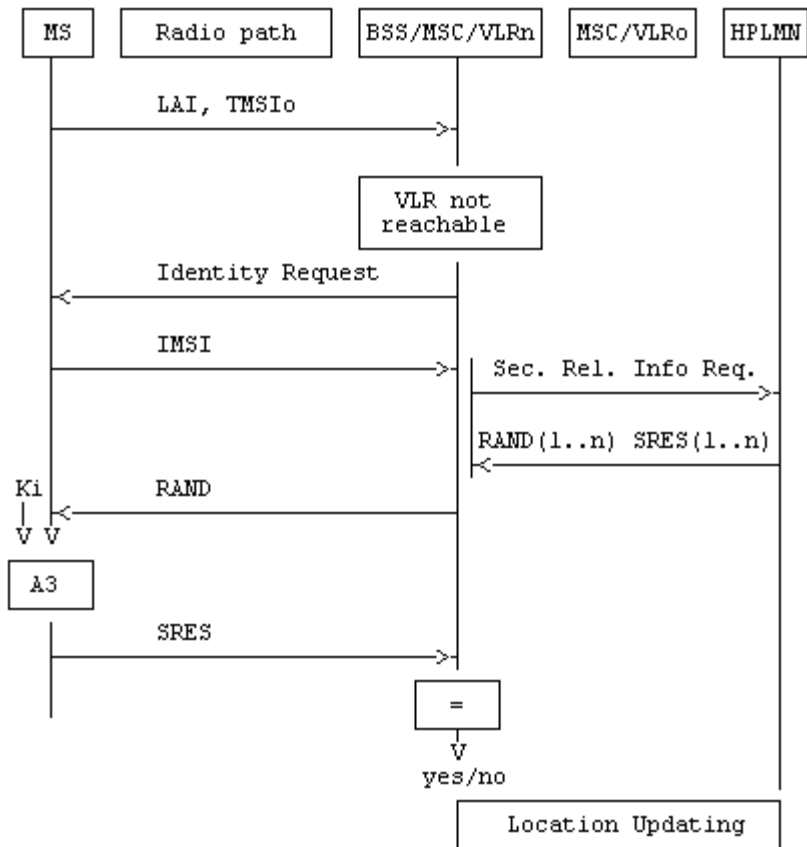 MS
Radio path
BSS/MSC/VLRn
MSC/VLRo
HPLMN
LAI, TMSIo
VLR not
reachable
Identity Request
IMSI
Sec. Rel. Info Req.
RAND(1..n) SRES(1..n)
Ki
RAND
V V
A3
SRES
=
V
yes/no
Location Updating